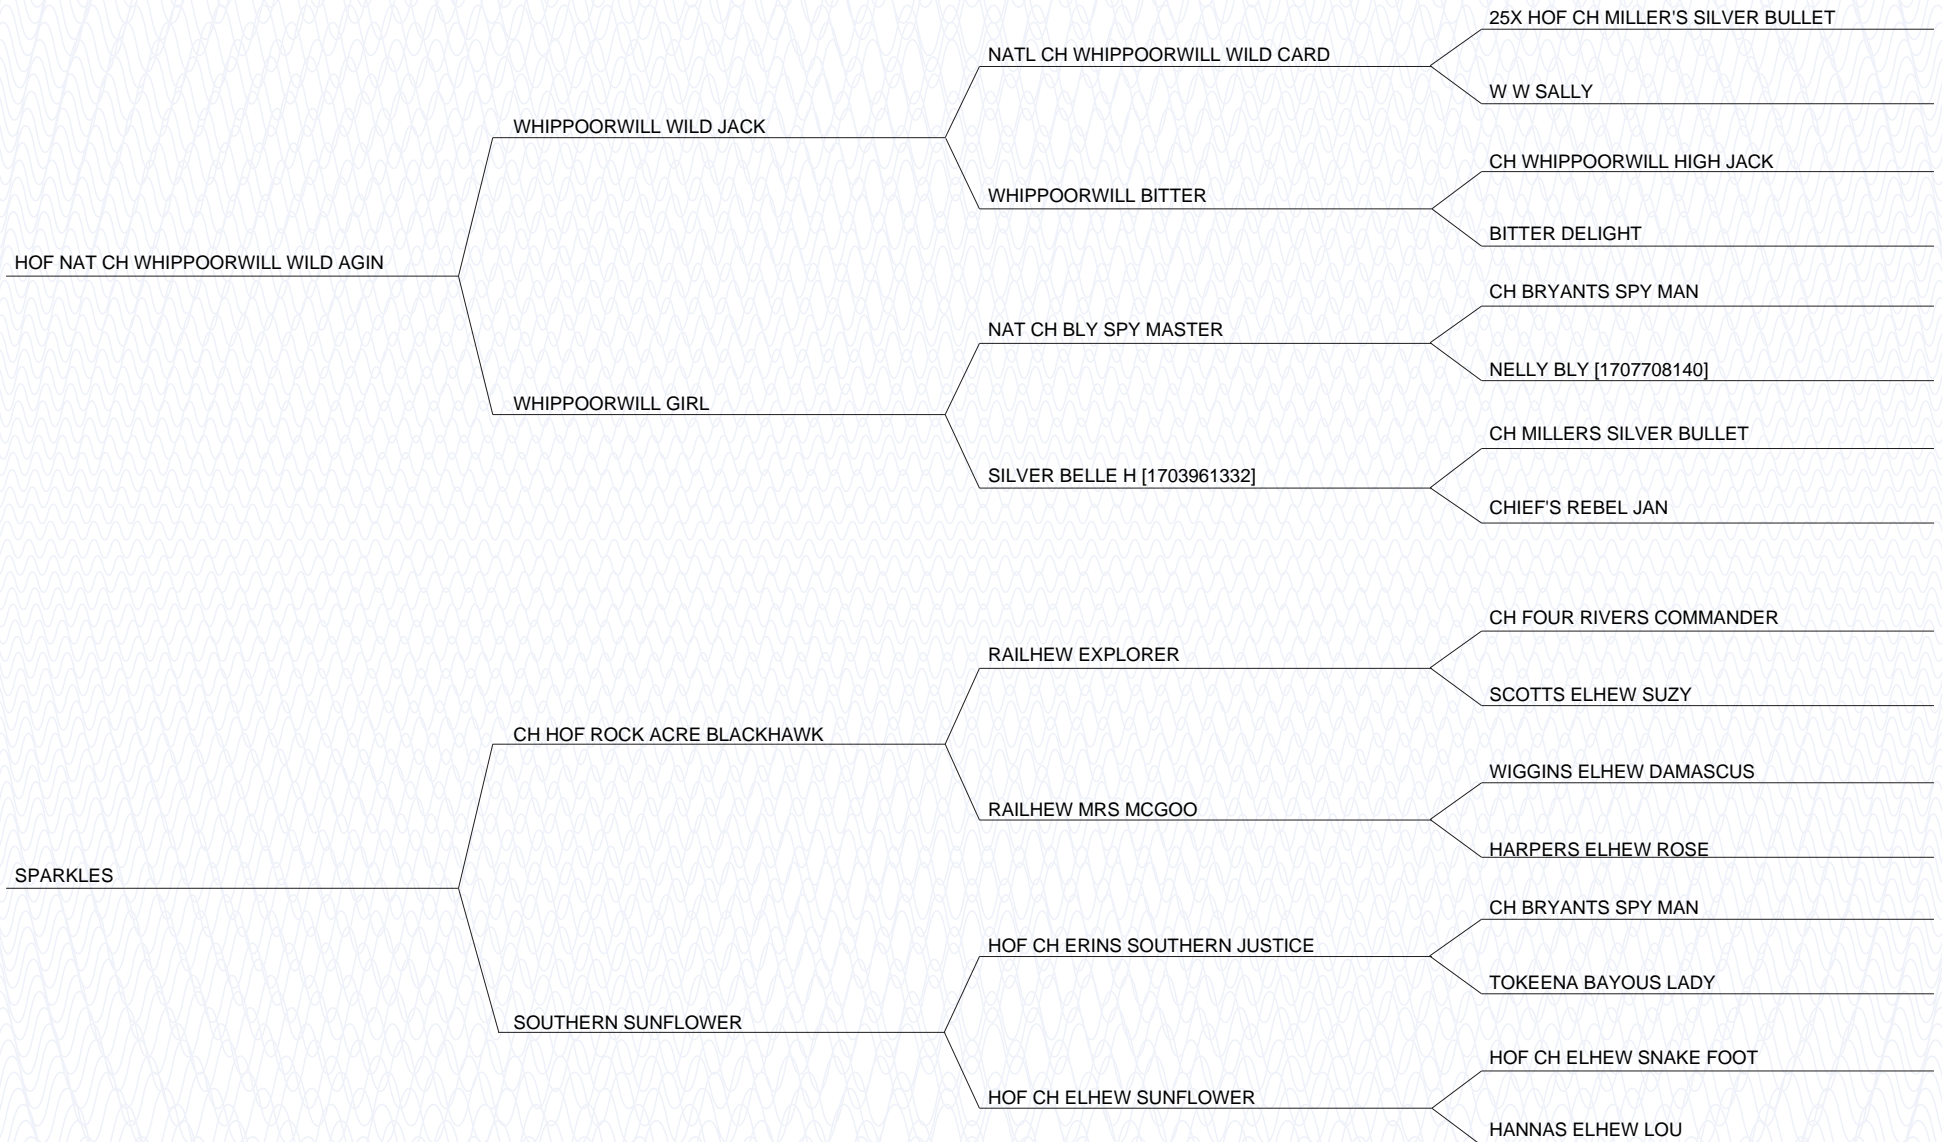 25X HOF CH MILLER'S SILVER BULLET
NATL CH WHIPPOORWILL WILD CARD
W W SALLY
WHIPPOORWILL WILD JACK
CH WHIPPOORWILL HIGH JACK
WHIPPOORWILL BITTER
BITTER DELIGHT
HOF NAT CH WHIPPOORWILL WILD AGIN
CH BRYANTS SPY MAN
NAT CH BLY SPY MASTER
NELLY BLY [1707708140]
WHIPPOORWILL GIRL
CH MILLERS SILVER BULLET
SILVER BELLE H [1703961332]
CHIEF'S REBEL JAN
CH FOUR RIVERS COMMANDER
RAILHEW EXPLORER
SCOTTS ELHEW SUZY
CH HOF ROCK ACRE BLACKHAWK
WIGGINS ELHEW DAMASCUS
RAILHEW MRS MCGOO
HARPERS ELHEW ROSE
SPARKLES
CH BRYANTS SPY MAN
HOF CH ERINS SOUTHERN JUSTICE
TOKEENA BAYOUS LADY
SOUTHERN SUNFLOWER
HOF CH ELHEW SNAKE FOOT
HOF CH ELHEW SUNFLOWER
HANNAS ELHEW LOU